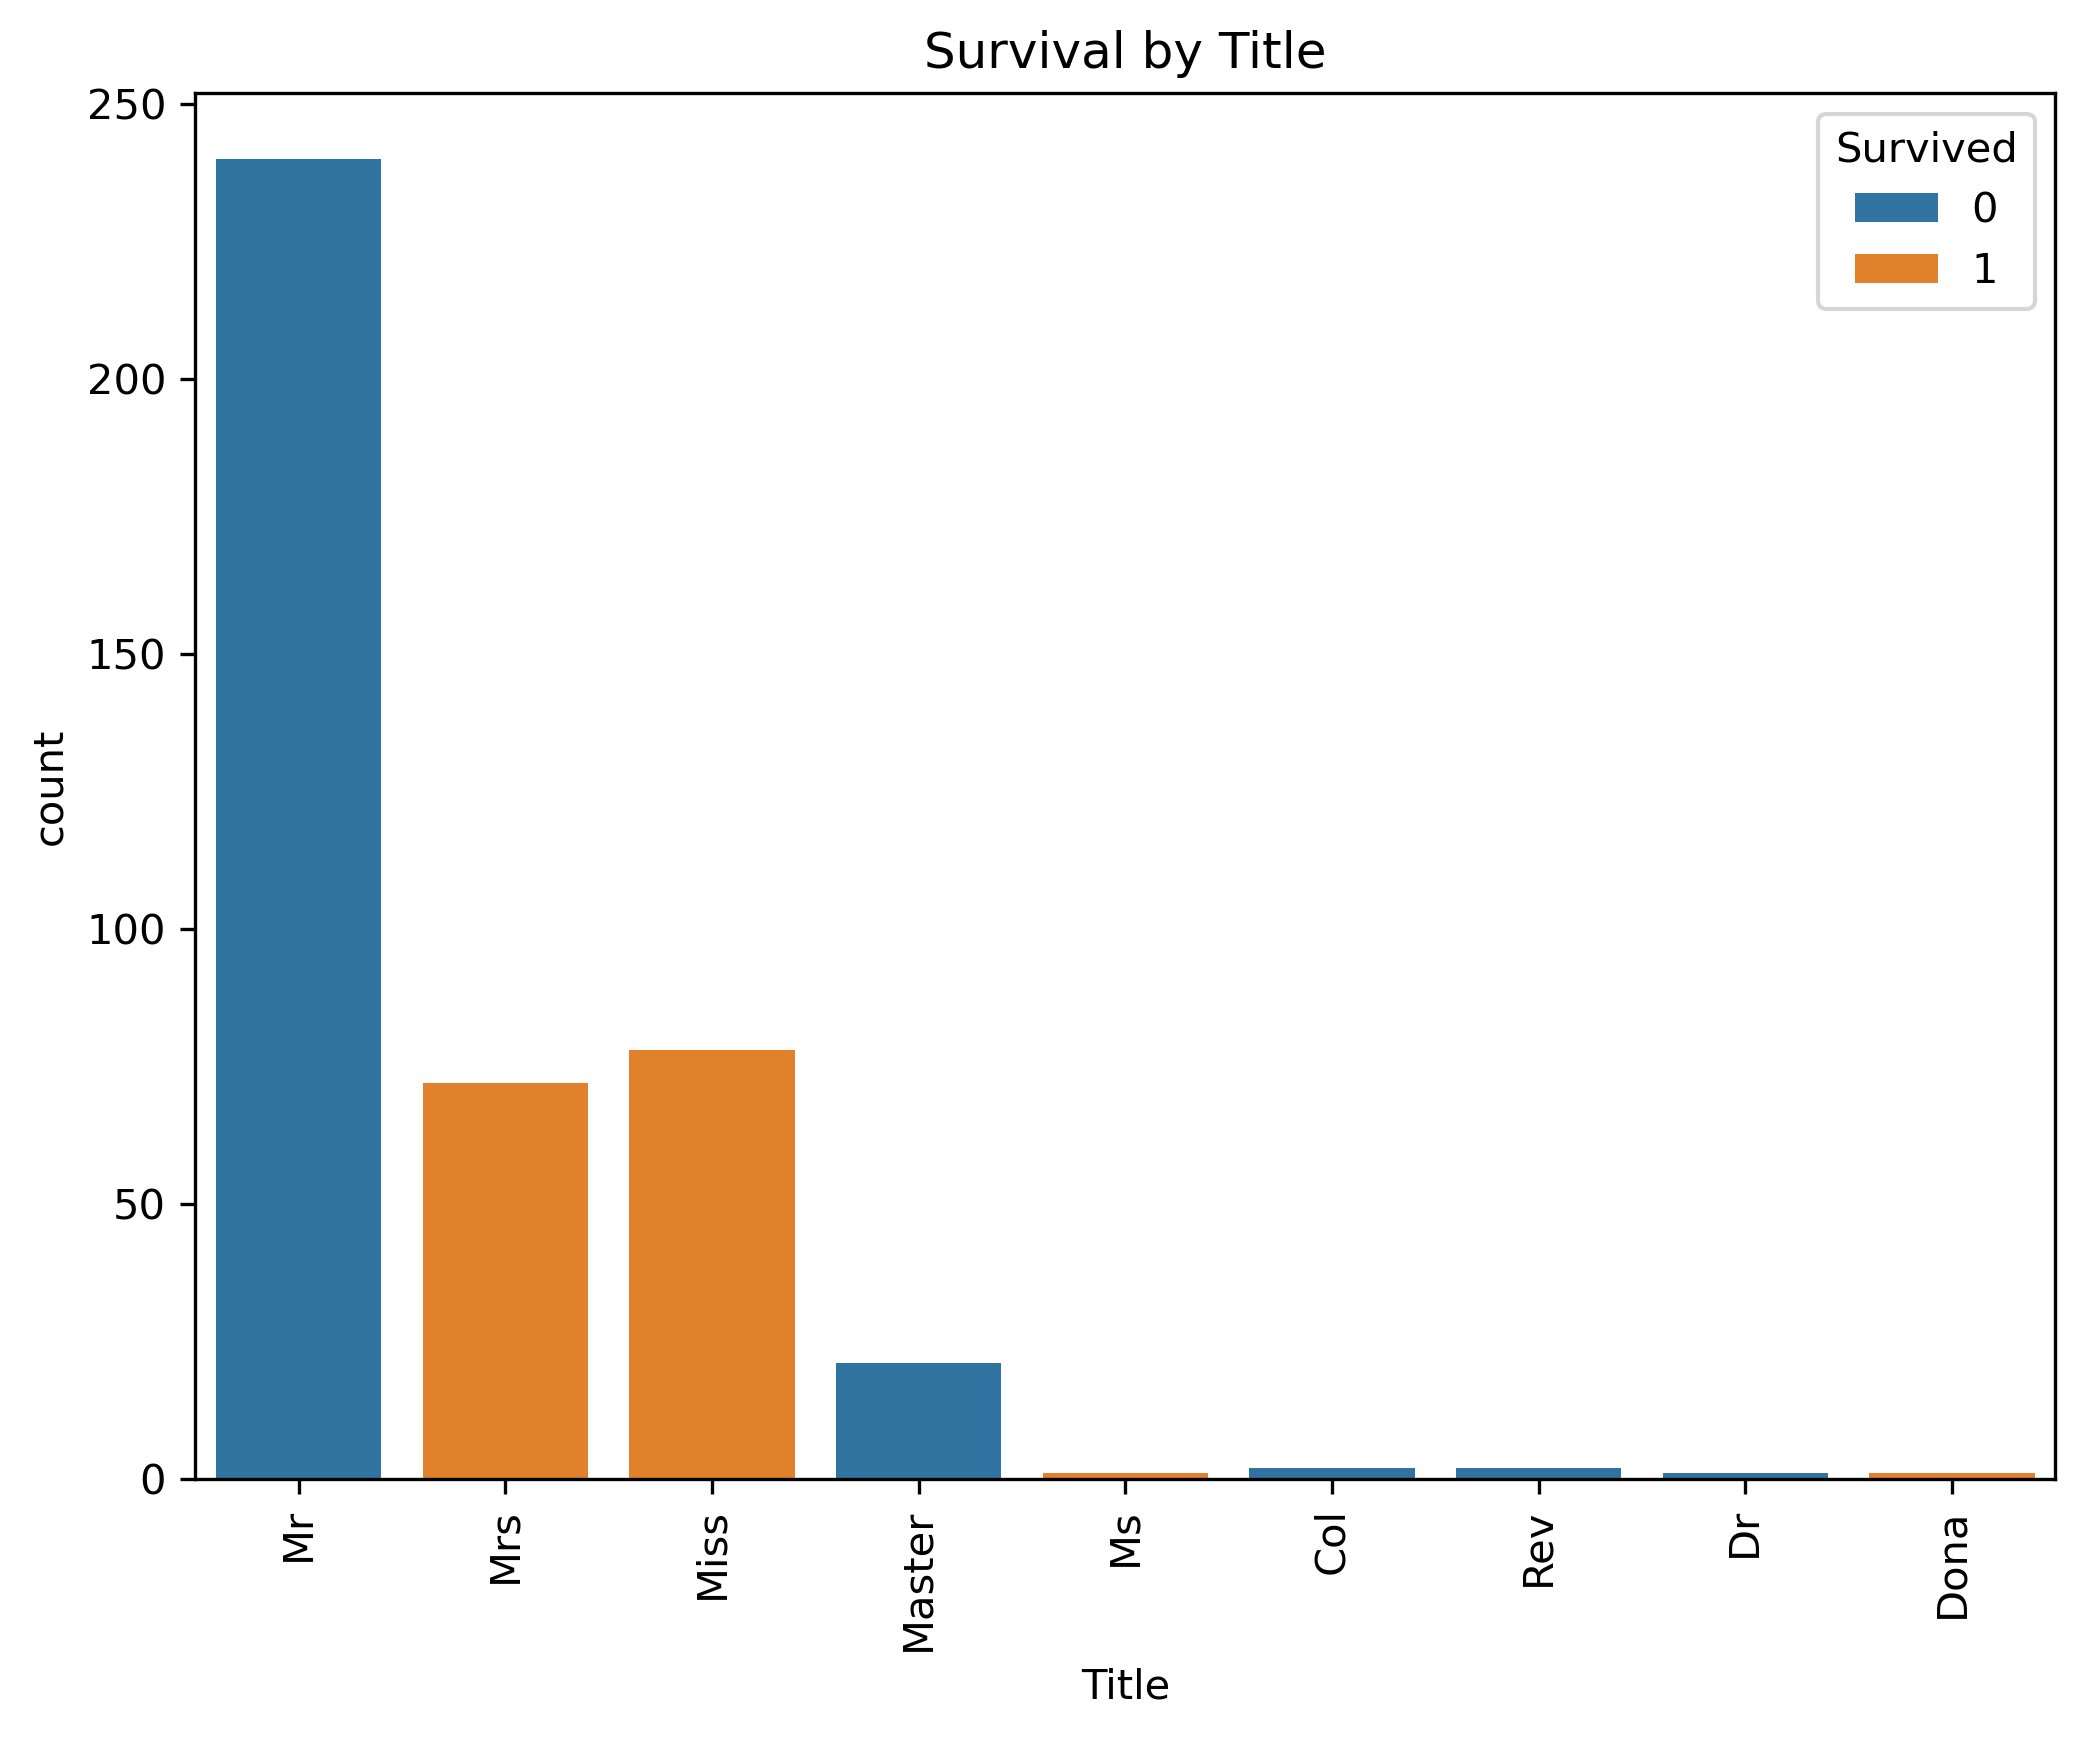 Survival by Title
250
200
150
100
50
0
count
Survived
0
1
Mr
Mrs
Miss
Master
Ms
Col
Rev
Dr
Dona
Title